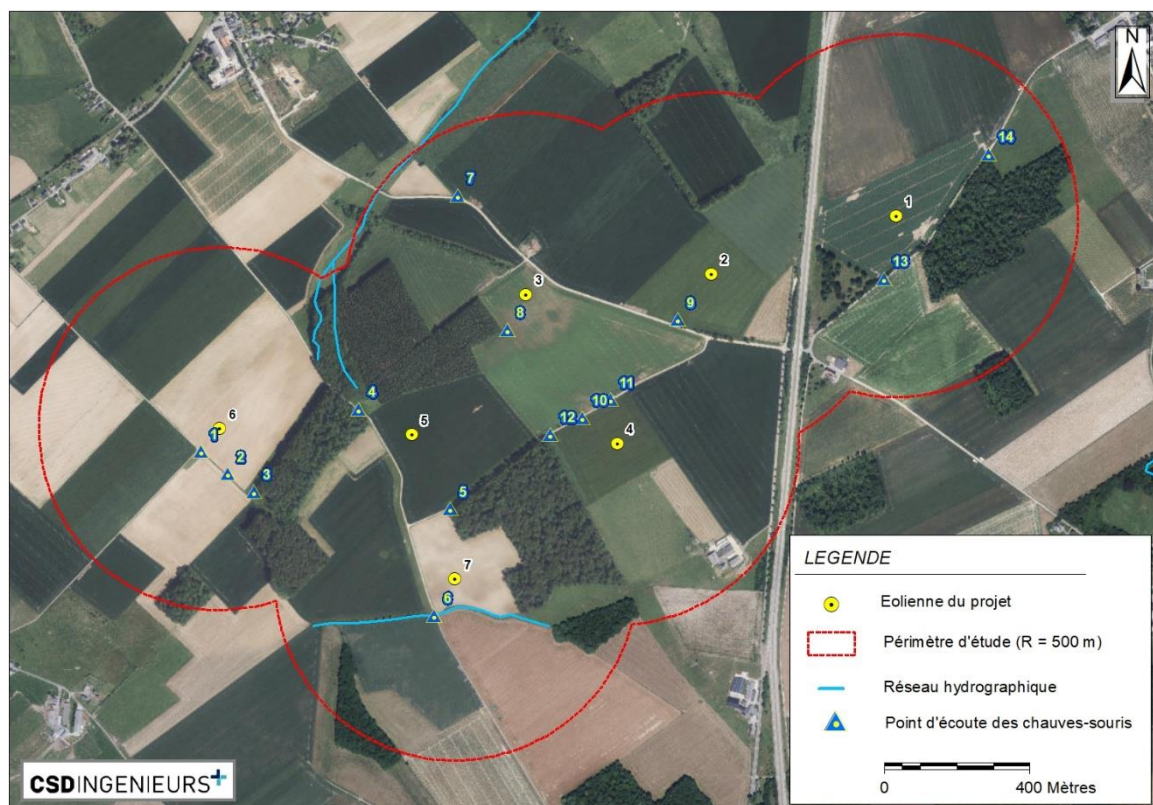 N
14
7
1
13
2
3
9
8
11
4
10
12
5
4
6
1
2
3
5
7
6
LEGENDE
Eolienne du projet
Périmètre d'étude (R = 500 m)
Réseau hydrographique
Point d'écoute des chauves-souris
0 400 Mètres
CSDINGENIEURS+